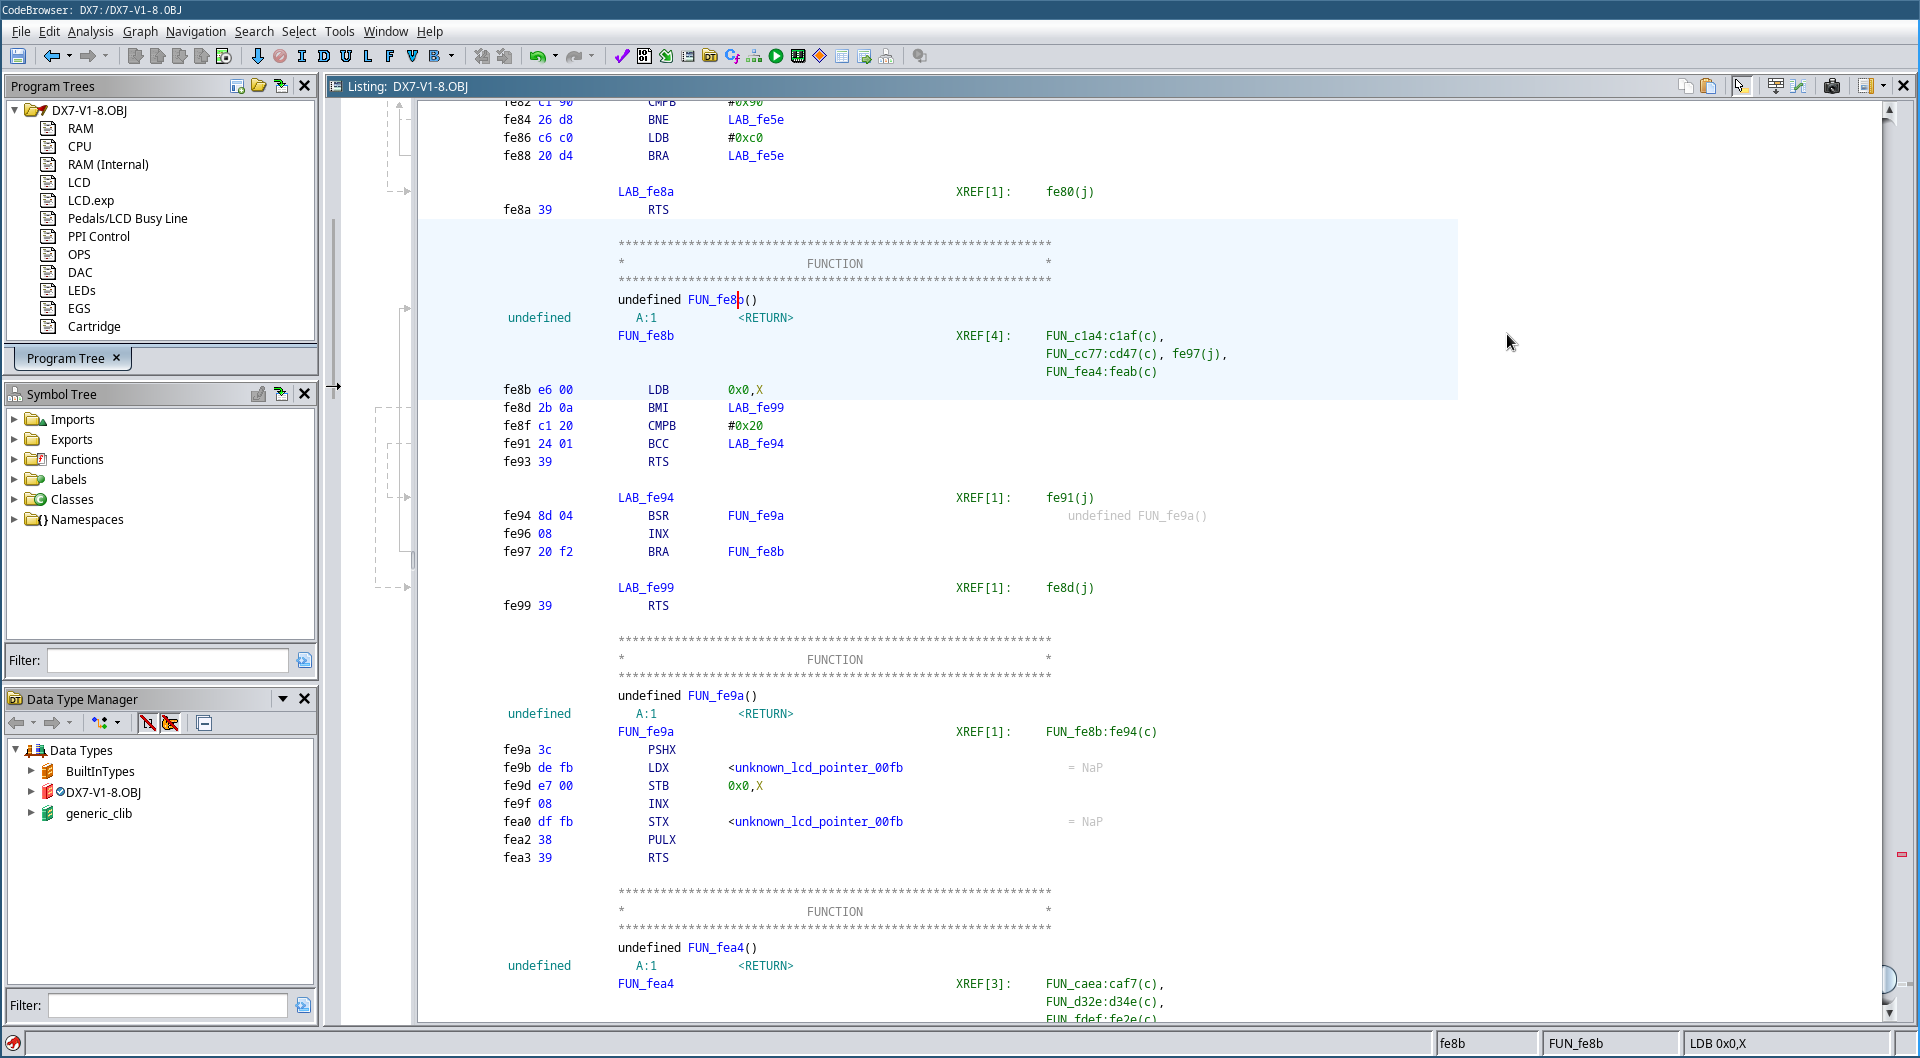 CodeBrowser: DX7:/DX7-V1-8.OBJ
File Edit Analysis Graph Navigation Search Select Tools Window Help
I D U L F V B
Program Trees
DX7-V1-8.OBJ
RAM
CPU
RAM (Internal)
LCD
LCD.exp
Pedals/LCD Busy Line
PPI Control
OPS
DAC
LEDs
EGS
Cartridge
Program Tree
Symbol Tree
Imports
Exports
Functions
Labels
Classes
Namespaces
Filter:
Data Type Manager
Data Types
BuiltInTypes
DX7-V1-8.OBJ
generic_clib
Filter:
Listing: DX7-V1-8.OBJ
fe82 c1 90 CMPB #0x90
fe84 26 d8 BNE LAB_fe5e
fe86 c6 c0 LDB #0xc0
fe88 20 d4 BRA LAB_fe5e
LAB_fe8a XREF[1]: fe80(j)
fe8a 39 RTS
**************************************************************
* FUNCTION *
**************************************************************
undefined FUN_fe8b()
undefined A:1 <RETURN>
FUN_fe8b XREF[4]: FUN_c1a4:c1af(c),
FUN_cc77:cd47(c), fe97(j),
FUN_fea4:feab(c)
fe8b e6 00 LDB 0x0,X
fe8d 2b 0a BMI LAB_fe99
fe8f c1 20 CMPB #0x20
fe91 24 01 BCC LAB_fe94
fe93 39 RTS
LAB_fe94 XREF[1]: fe91(j)
fe94 8d 04 BSR FUN_fe9a undefined FUN_fe9a()
fe96 08 INX
fe97 20 f2 BRA FUN_fe8b
LAB_fe99 XREF[1]: fe8d(j)
fe99 39 RTS
**************************************************************
* FUNCTION *
**************************************************************
undefined FUN_fe9a()
undefined A:1 <RETURN>
FUN_fe9a XREF[1]: FUN_fe8b:fe94(c)
fe9a 3c PSHX
fe9b de fb LDX <unknown_lcd_pointer_00fb = NaP
fe9d e7 00 STB 0x0,X
fe9f 08 INX
fea0 df fb STX <unknown_lcd_pointer_00fb = NaP
fea2 38 PULX
fea3 39 RTS
**************************************************************
* FUNCTION *
**************************************************************
undefined FUN_fea4()
undefined A:1 <RETURN>
FUN_fea4 XREF[3]: FUN_caea:caf7(c),
FUN_d32e:d34e(c),
FUN_fdef:fe2e(c)
fe8b FUN_fe8b LDB 0x0,X